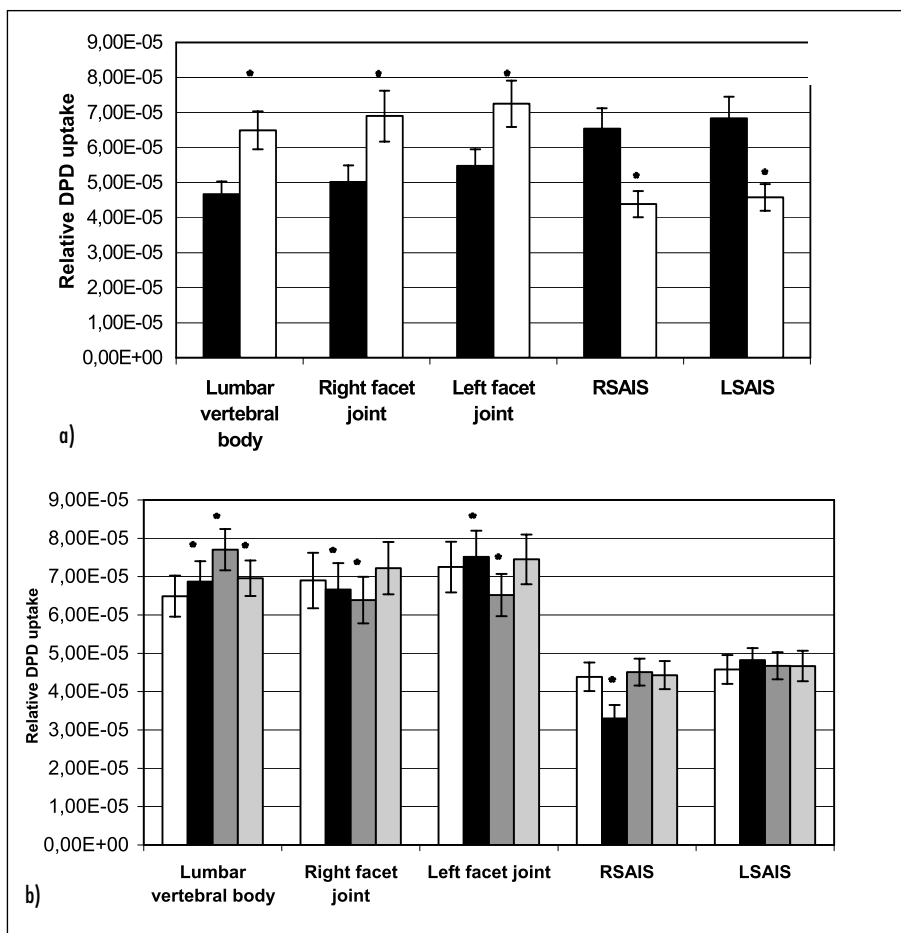 9,00E-05
8,00E-05
7,00E-05
6,00E-05
5,00E-05
4,00E-05
3,00E-05
2,00E-05
1,00E-05
0,00E+00
Relative DPD uptake
Lumbar
vertebral
body
Right facet
joint
Left facet
joint
RSAIS
LSAIS
a)
9,00E-05
8,00E-05
7,00E-05
6,00E-05
5,00E-05
4,00E-05
3,00E-05
2,00E-05
1,00E-05
0,00E+00
Relative DPD uptake
Lumbar
vertebral body
Right facet
joint
Left facet joint
RSAIS
LSAIS
b)